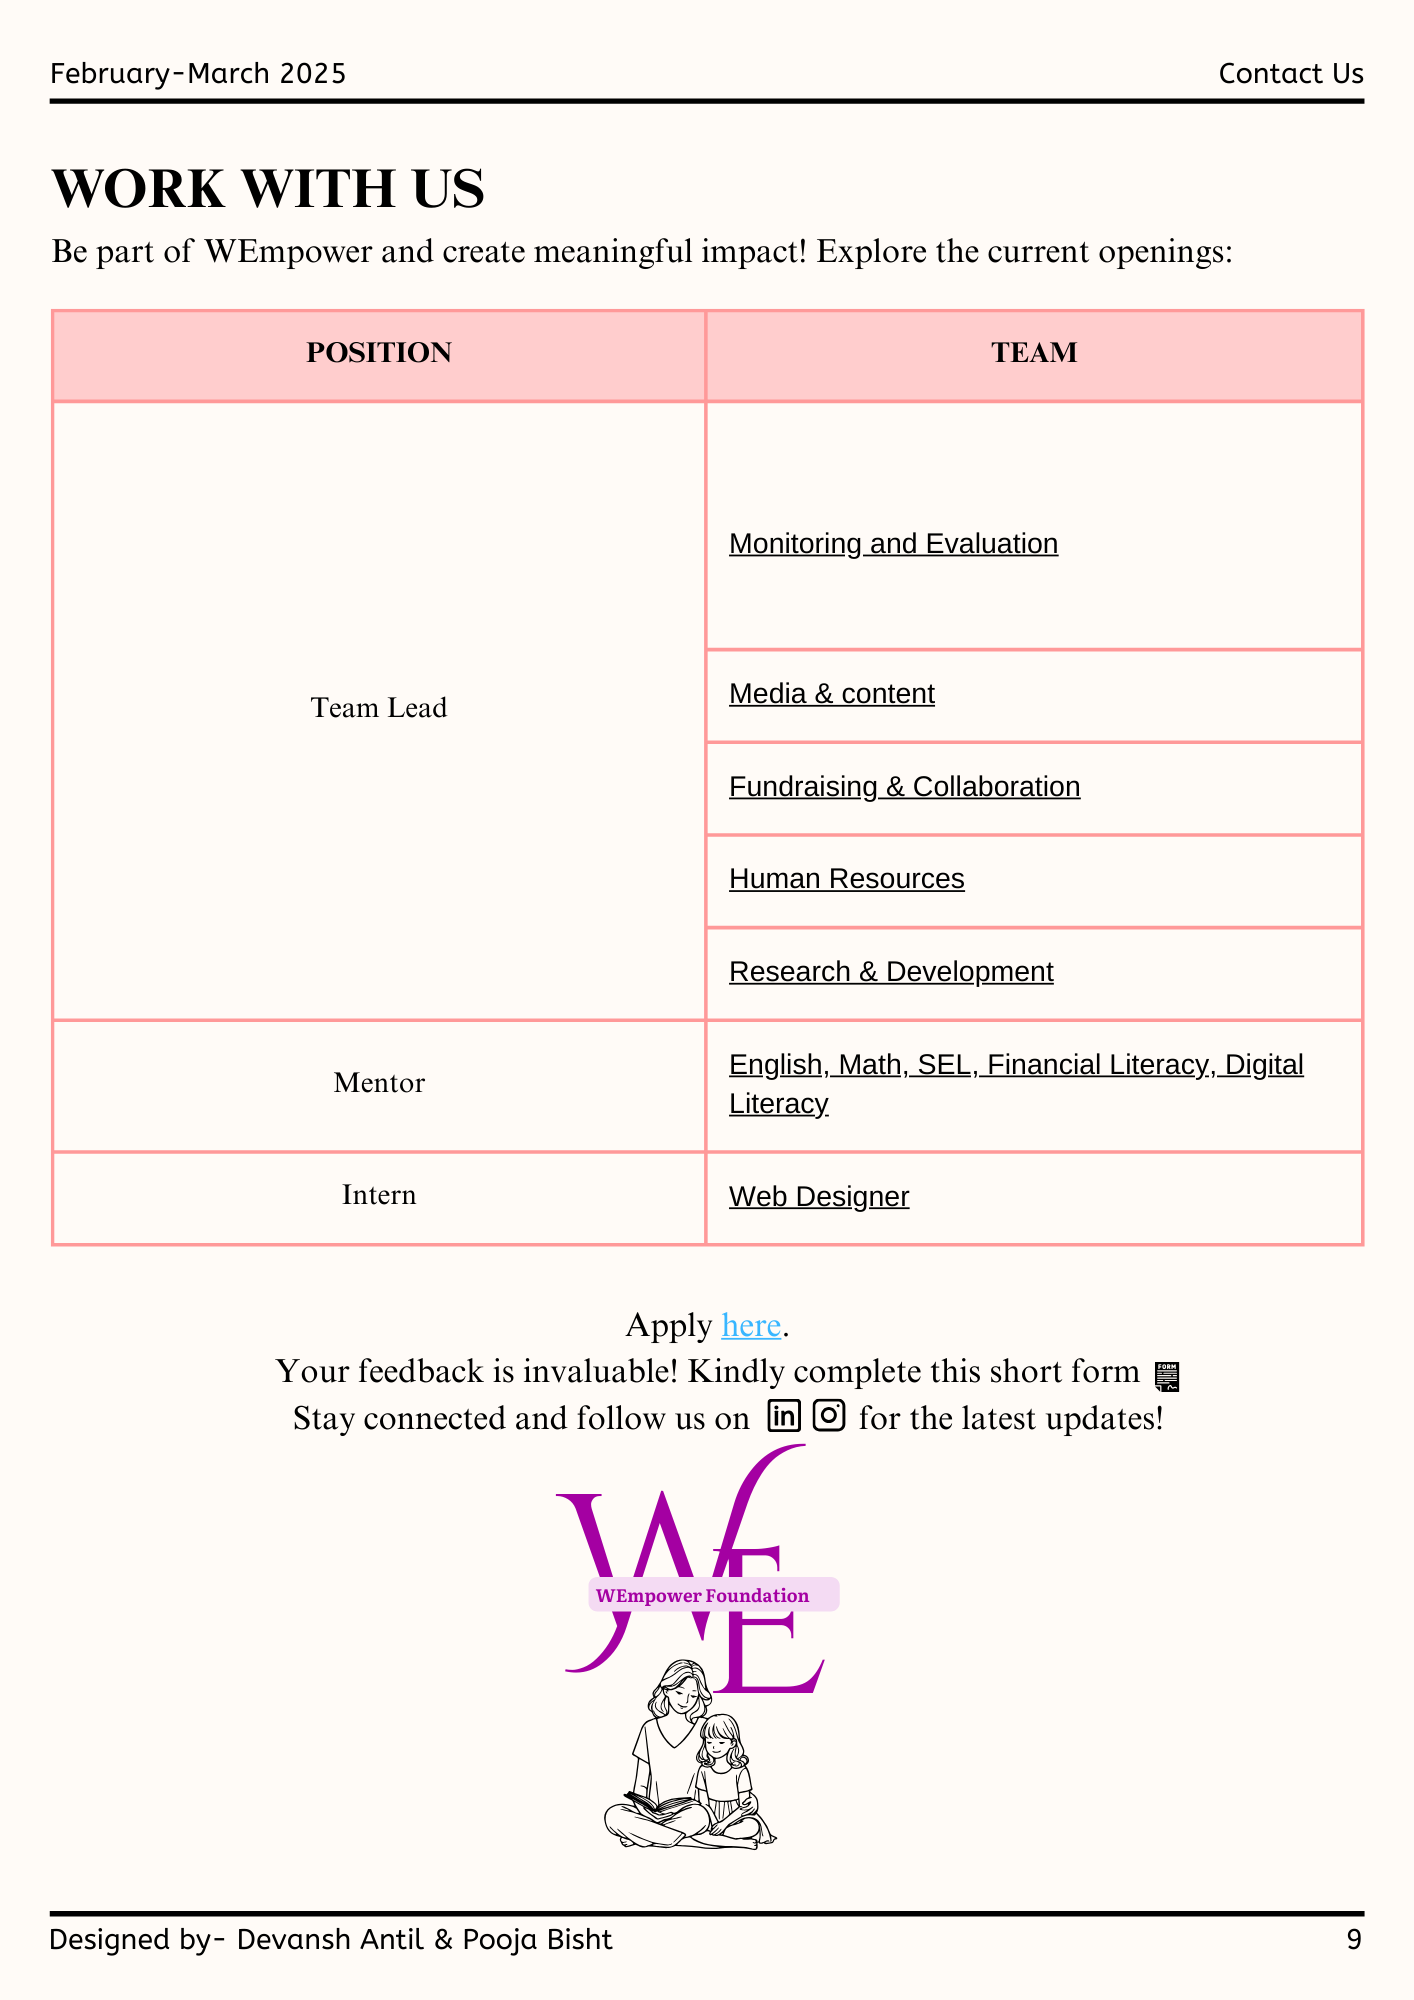 February-March 2025
Contact Us
WORK WITH US
Be part of WEmpower and create meaningful impact! Explore the current openings:
POSITION
TEAM
Team Lead
Monitoring and Evaluation
Media & content
Fundraising & Collaboration
Human Resources
Research & Development
Mentor
English, Math, SEL, Financial Literacy, Digital
Literacy
Intern
Web Designer
Apply here.
Your feedback is invaluable! Kindly complete this short form
FORM
Stay connected and follow us on in for the latest updates!
WE
WEmpower Foundation
Designed by- Devansh Antil & Pooja Bisht
9